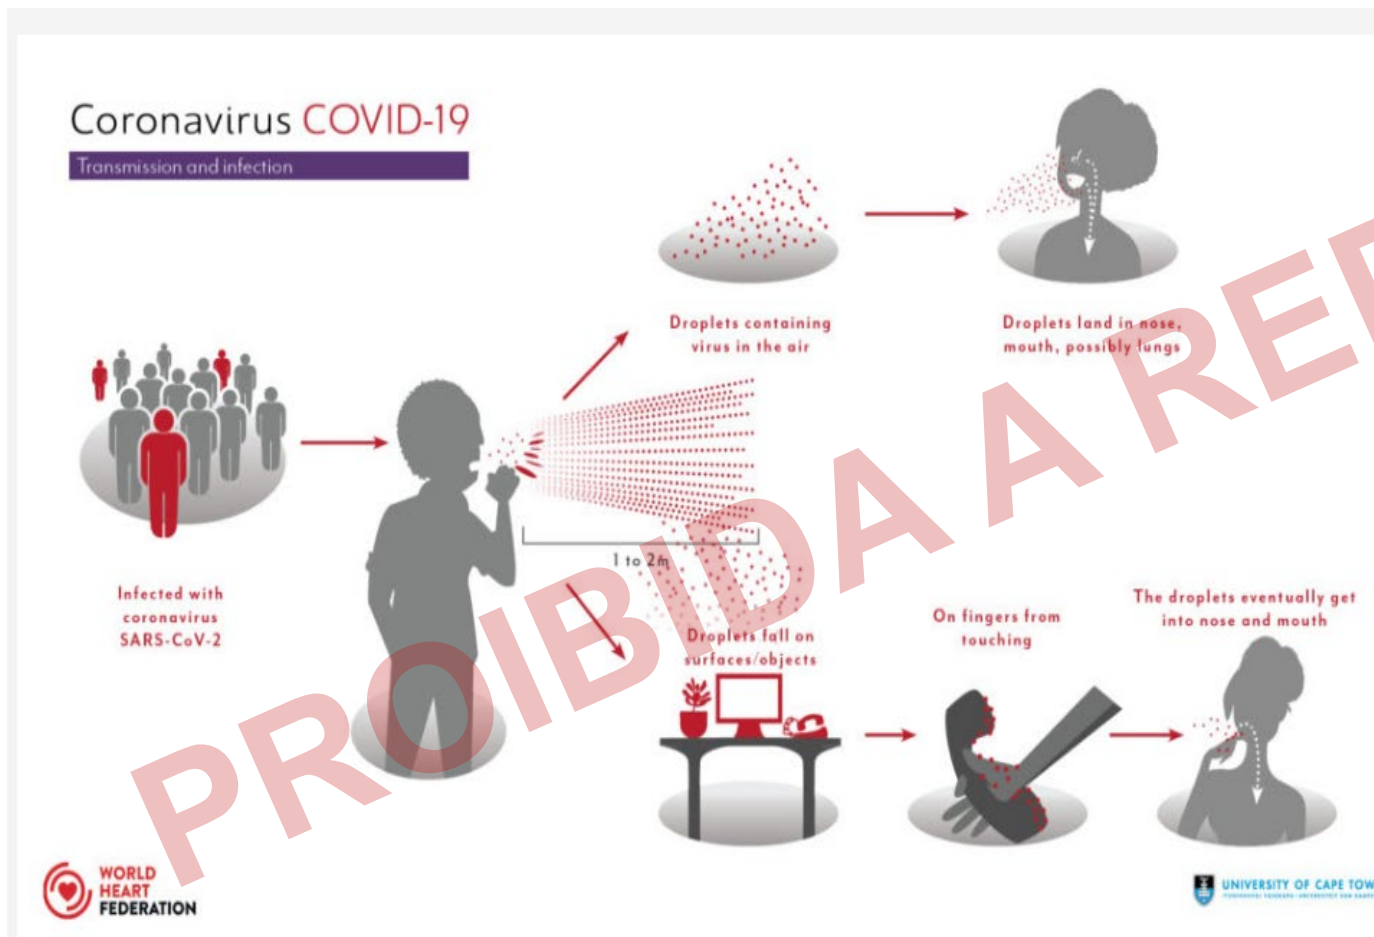 Coronavirus COVID-19
Transmission and infection
Droplets containing
virus in the air
Droplets land in nose,
mouth, possibly lungs
Infected with
coronavirus
SARS-CoV-2
1 to 2m
Droplets fall on
surfaces/objects
On fingers from
touching
The droplets eventually get
into nose and mouth
PROIBIDA A
WORLD
HEART
FEDERATION
UNIVERSITY OF CAPE